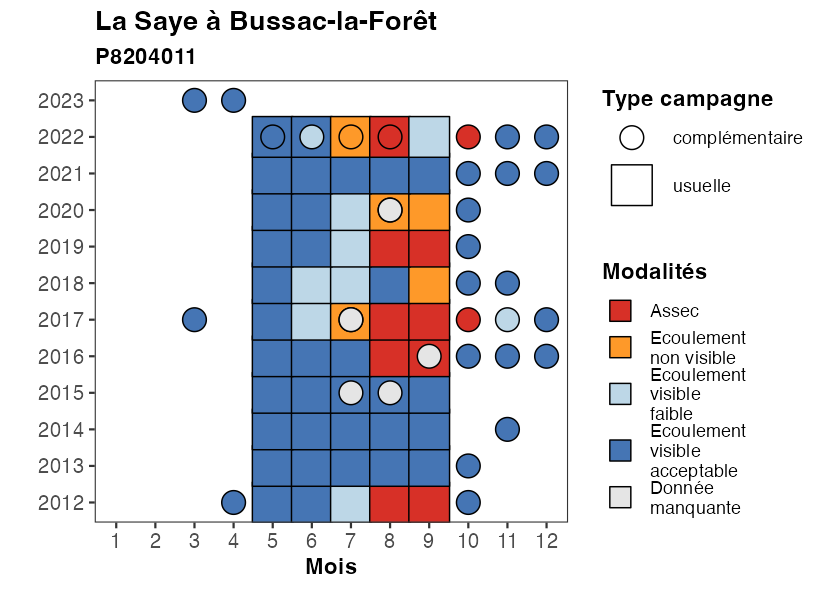 La Saye à Bussac-la-Forêt
P8204011
2023
2022
2021
2020
2019
2018
2017
2016
2015
2014
2013
2012
1 2 3 4 5 6 7 8 9 10 11 12
Mois
Type campagne
complémentaire
usuelle
Modalités
Assec
Ecoulement
non visible
Ecoulement
visible
faible
Ecoulement
visible
acceptable
Donnée
manquante